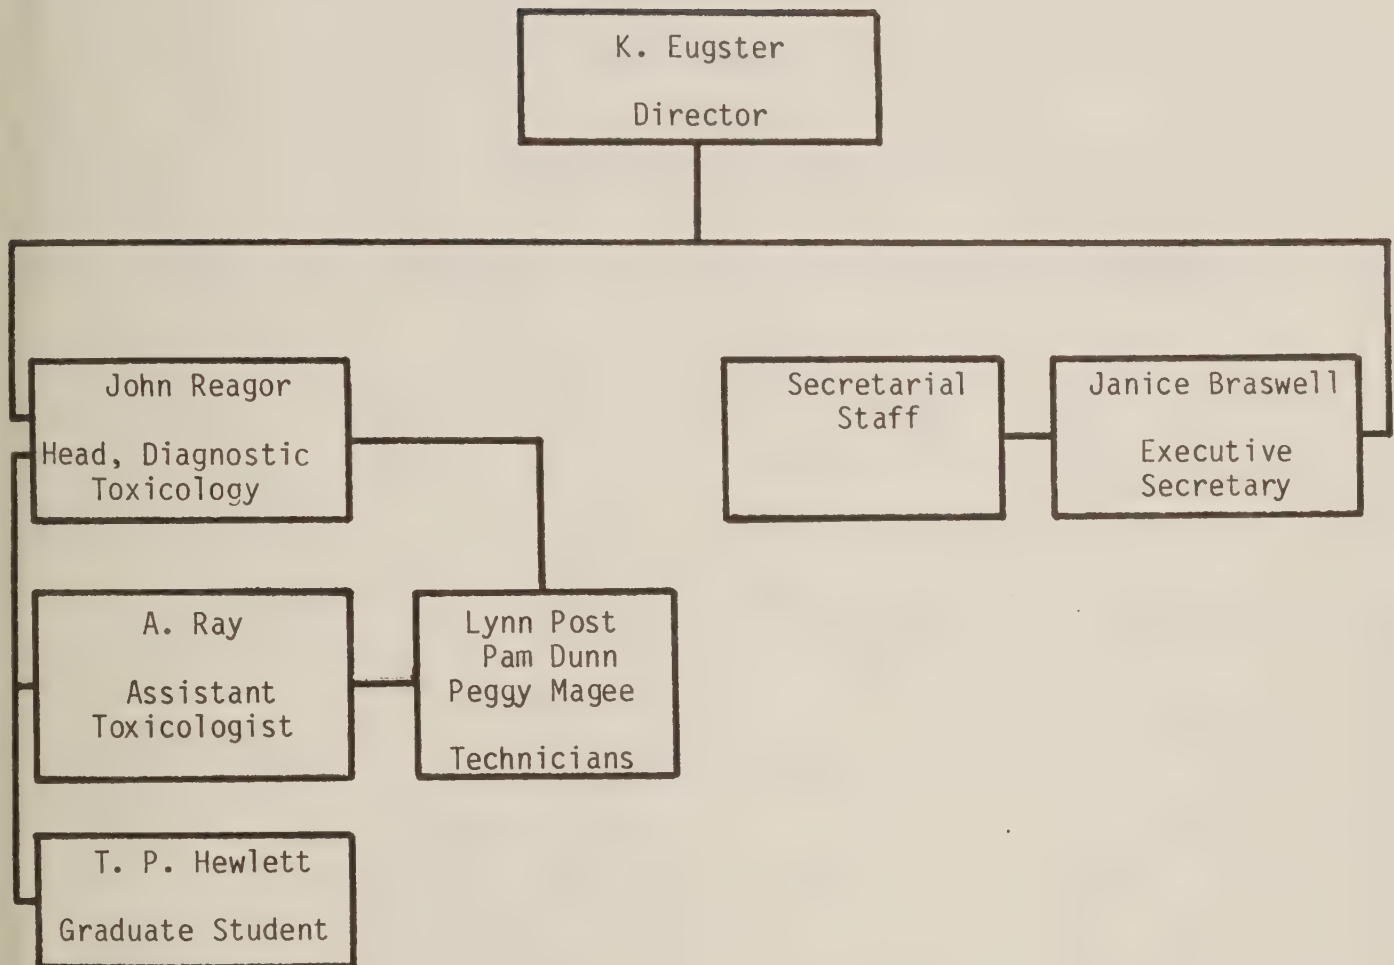 K. Eugster
Director
John Reagor
Head, Diagnostic
Toxicology
Secretarial
Staff
Janice Braswell
Executive
Secretary
A. Ray
Assistant
Toxicologist
Lynn Post
Pam Dunn
Peggy Magee
Technicians
T. P. Hewlett
Graduate Student